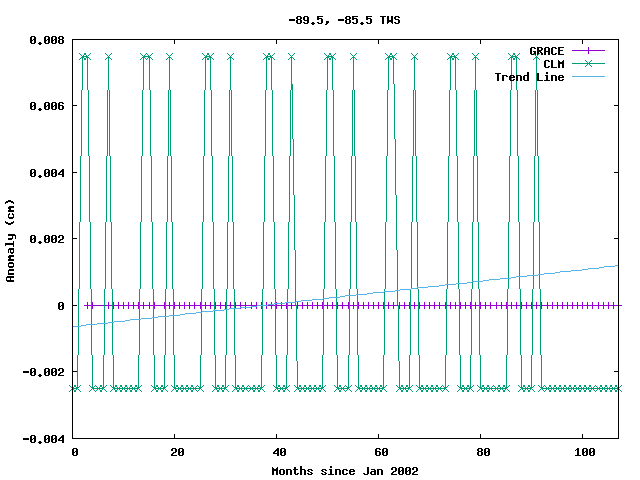 -89.5, -85.5 TWS
GRACE
CLM
Trend Line
0.008
0.006
0.004
0.002
0
-0.002
-0.004
Anomaly (cm)
0 20 40 60 80 100
Months since Jan 2002